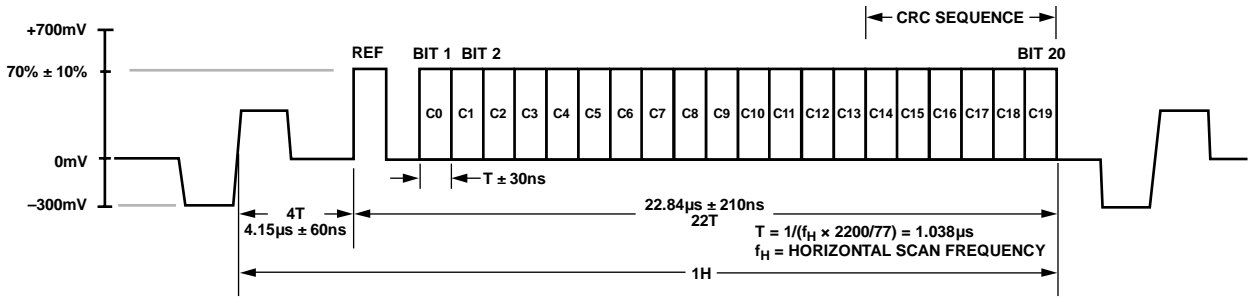 CRC SEQUENCE
+700mV
REF
BIT 1 BIT 2
BIT 20
70% ± 10%
C0 C1 C2 C3 C4 C5 C6 C7 C8 C9 C10 C11 C12 C13 C14 C15 C16 C17 C18 C19
0mV
T ± 30ns
–300mV
4T
4.15µs ± 60ns
22.84µs ± 210ns
22T
T = 1/(fH × 2200/77) = 1.038µs
fH = HORIZONTAL SCAN FREQUENCY
1H